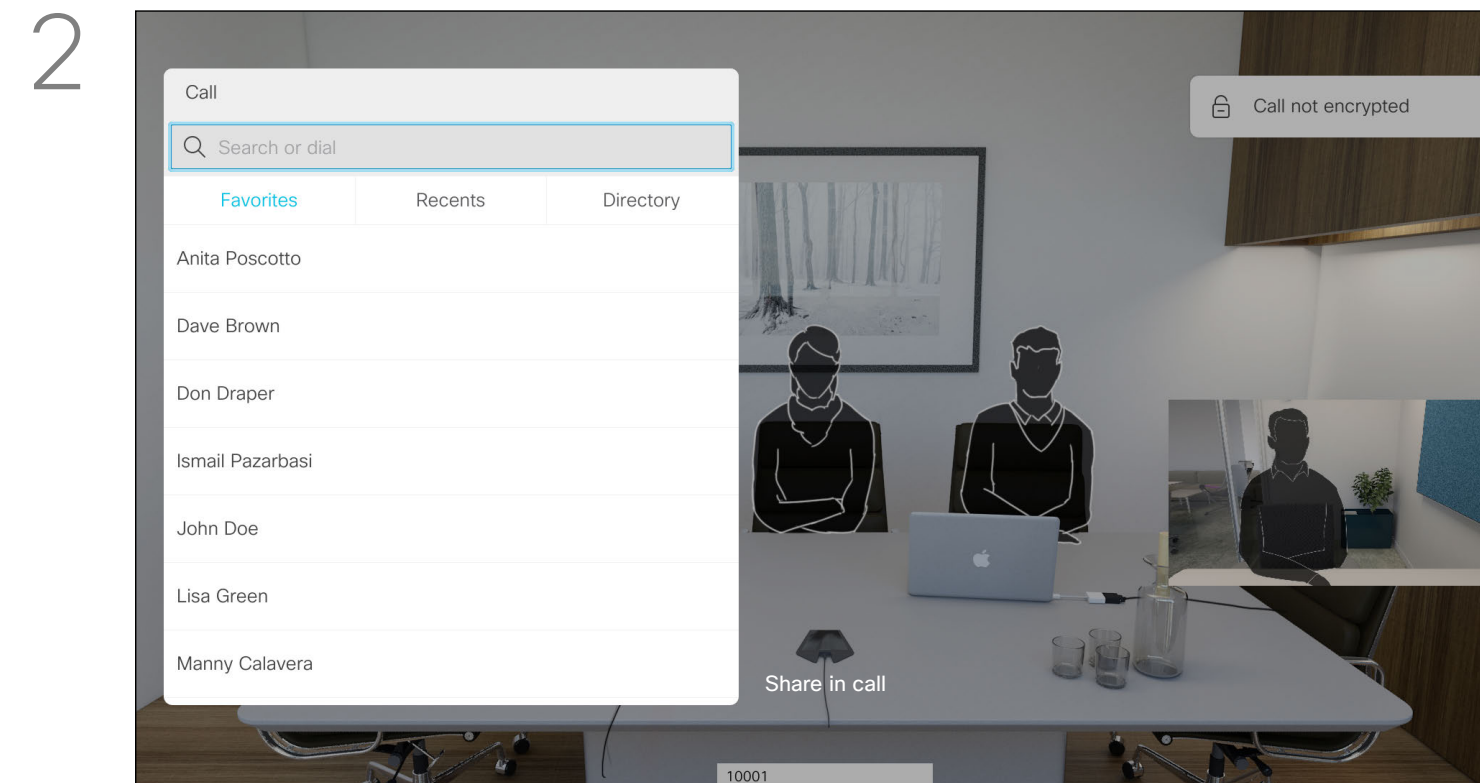 2
Call
Call not encrypted
Search or dial
Favorites Recents Directory
Anita Poscotto
Dave Brown
Don Draper
Ismail Pazarbasi
John Doe
Lisa Green
Manny Calavera
Share in call
10001